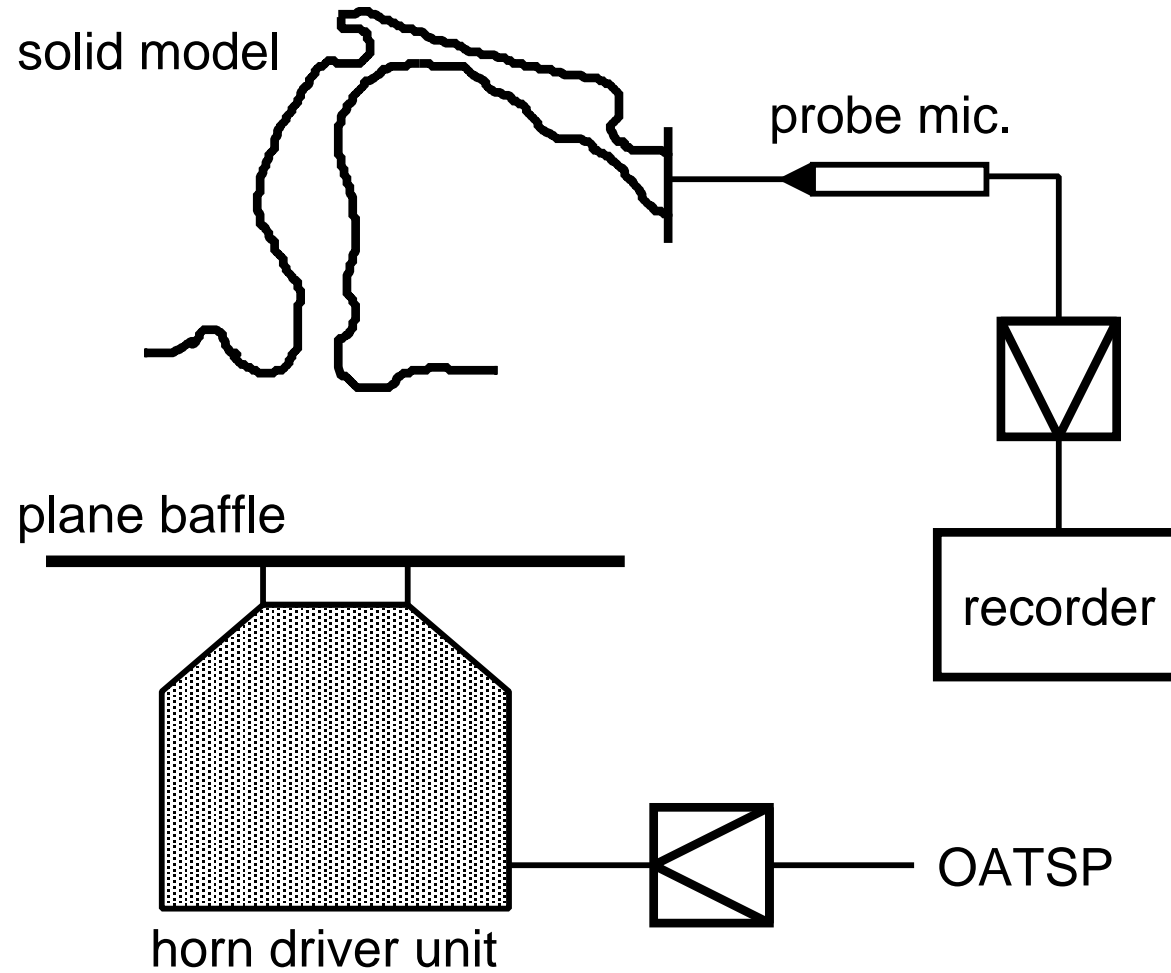 solid model
probe mic.
plane baffle
recorder
OATSP
horn driver unit